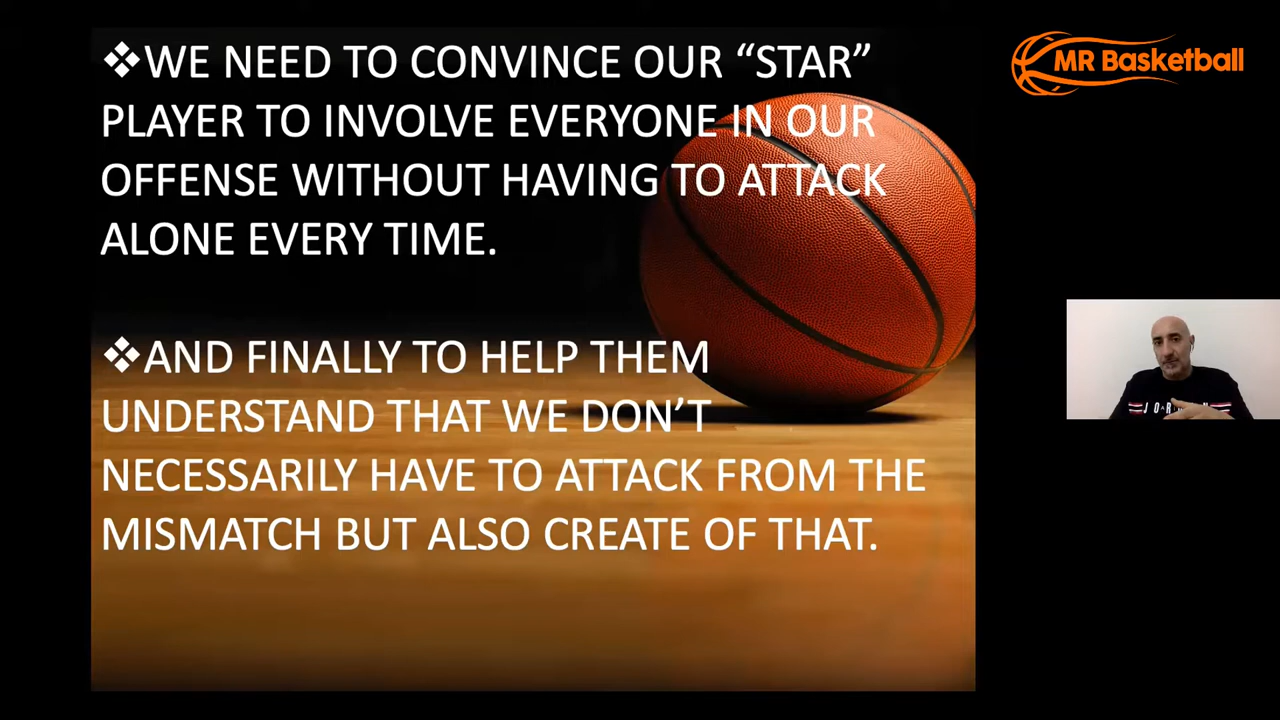 ❖WE NEED TO CONVINCE OUR “STAR”
PLAYER TO INVOLVE EVERYONE IN OUR
OFFENSE WITHOUT HAVING TO ATTACK
ALONE EVERY TIME.
❖AND FINALLY TO HELP THEM
UNDERSTAND THAT WE DON’T
NECESSARILY HAVE TO ATTACK FROM THE
MISMATCH BUT ALSO CREATE OF THAT.
MR Basketball